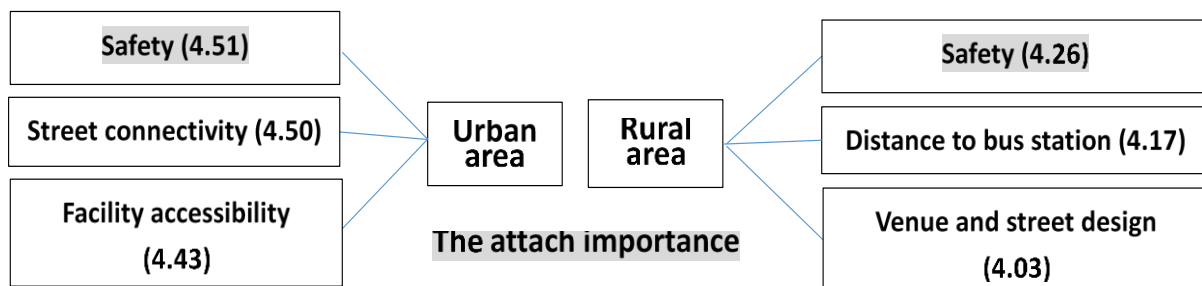 Safety (4.51)
Street connectivity (4.50)
Facility accessibility
(4.43)
Urban
area
Rural
area
The attach importance
Safety (4.26)
Distance to bus station (4.17)
Venue and street design
(4.03)